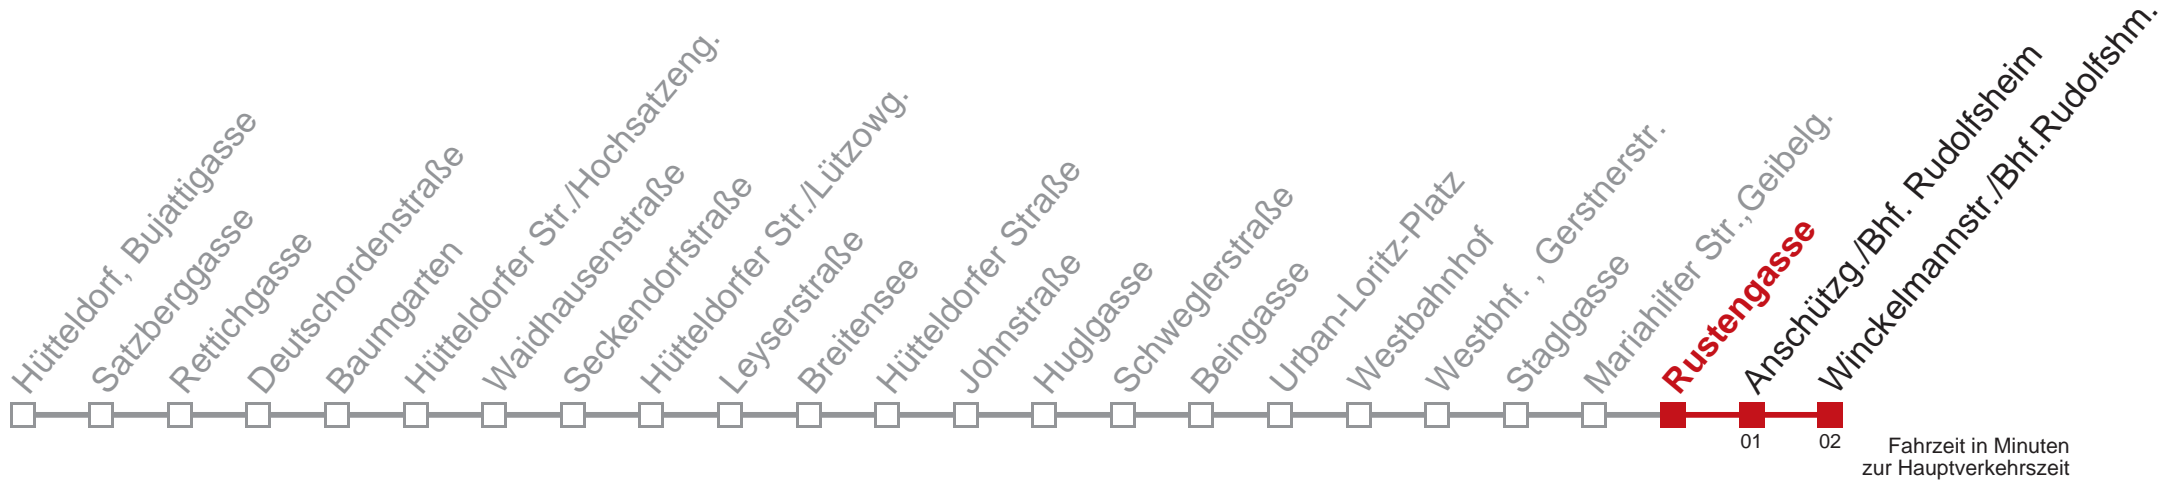 Hütteldorf, Bujattigasse
Satzberggasse
Rettichgasse
Deutschordenstraße
Baumgarten
Hütteldorfer Str./Hochsatzeng.
Waidhausenstraße
Seckendorfstraße
Hütteldorfer Str./Lützowg.
Leyserstraße
Breitensee
Hütteldorfer Straße
Johnstraße
Huglgasse
Schweglerstraße
Beingasse
Urban-Loritz-Platz
Westbahnhof
Westbhf. , Gerstnerstr.
Staglgasse
Mariahilfer Str.,Geibelg.
Rustengasse
Anschützg./Bhf. Rudolfsheim
Winckelmannstr./Bhf.Rudolfshm.
01
02
Fahrzeit in Minuten
zur Hauptverkehrszeit